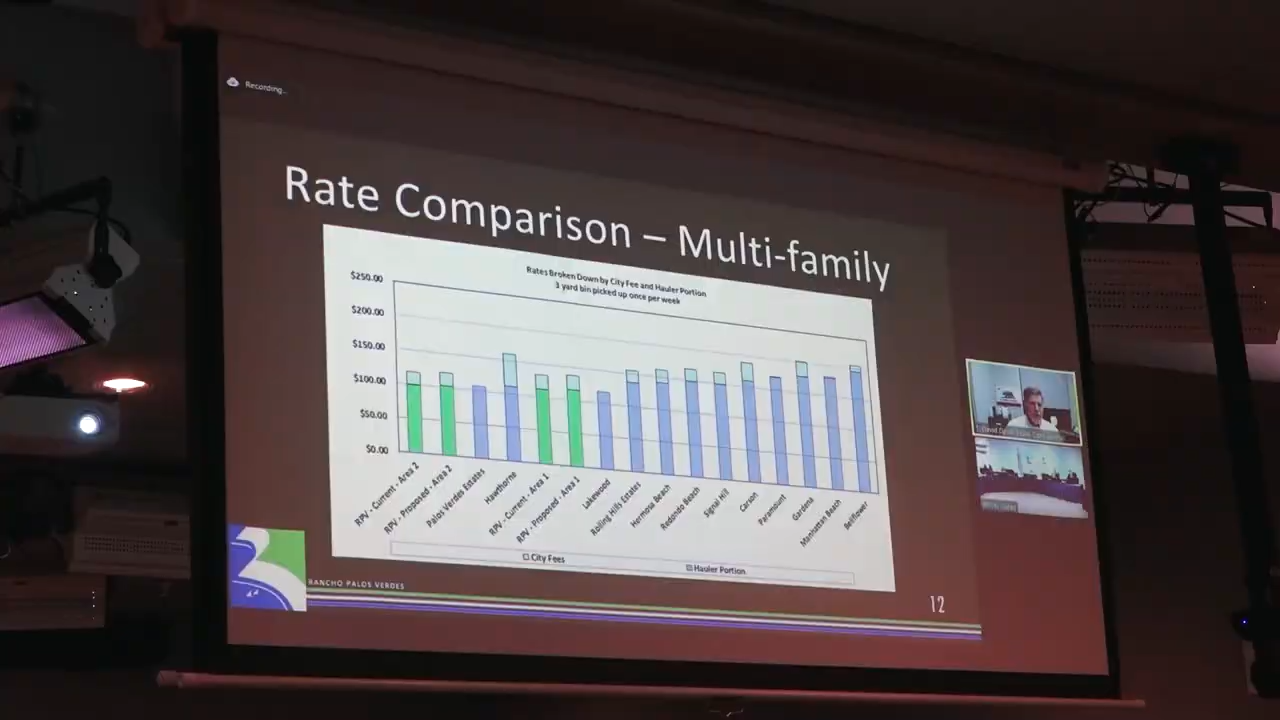 Recording...
Rate Comparison – Multi-family
Rates Broken Down by City Fee and Hauler Portion
3 yard bin picked up once per week
$250.00
$200.00
$150.00
$100.00
$50.00
$0.00
RPV - Current - Area 2
RPV - Proposed - Area 2
Palos Verdes Estates
Hawthorne
RPV - Current - Area 1
RPV - Proposed - Area 1
Lakewood
Rolling Hills Estates
Hermosa Beach
Redondo Beach
Signal Hill
Carson
Paramount
Gardena
Manhattan Beach
Bellflower
City Fees
Hauler Portion
RANCHO PALOS VERDES
12